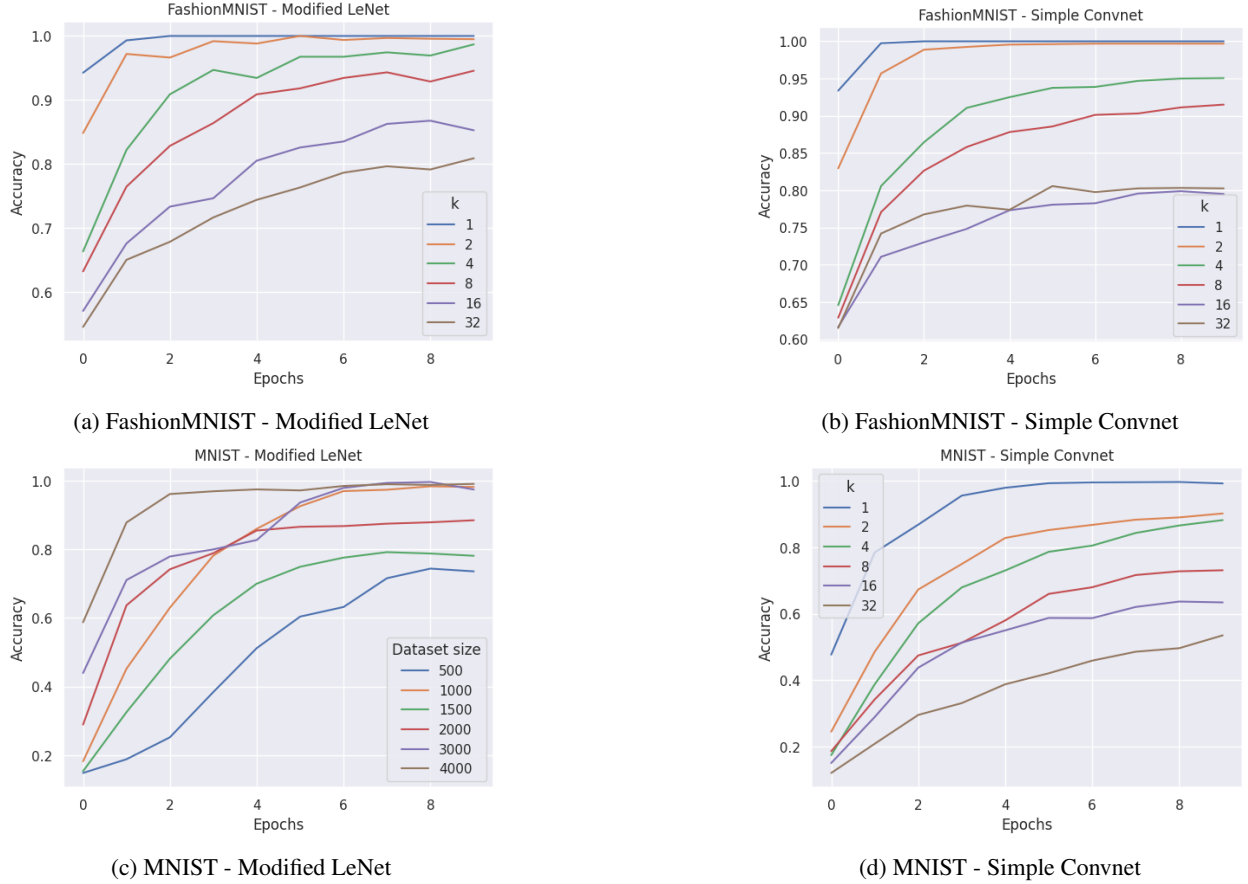 FashionMNIST - Modified LeNet
1.0
0.9
0.8
0.7
0.6
Accuracy
k
1
2
4
8
16
32
0 2 4 6 8
Epochs
(a) FashionMNIST - Modified LeNet
FashionMNIST - Simple Convnet
1.00
0.95
0.90
0.85
0.80
0.75
0.70
0.65
0.60
Accuracy
k
1
2
4
8
16
32
0 2 4 6 8
Epochs
(b) FashionMNIST - Simple Convnet
MNIST - Modified LeNet
1.0
0.8
0.6
0.4
0.2
Accuracy
Dataset size
500
1000
1500
2000
3000
4000
0 2 4 6 8
Epochs
(c) MNIST - Modified LeNet
MNIST - Simple Convnet
1.0
0.8
0.6
0.4
0.2
Accuracy
k
1
2
4
8
16
32
0 2 4 6 8
Epochs
(d) MNIST - Simple Convnet